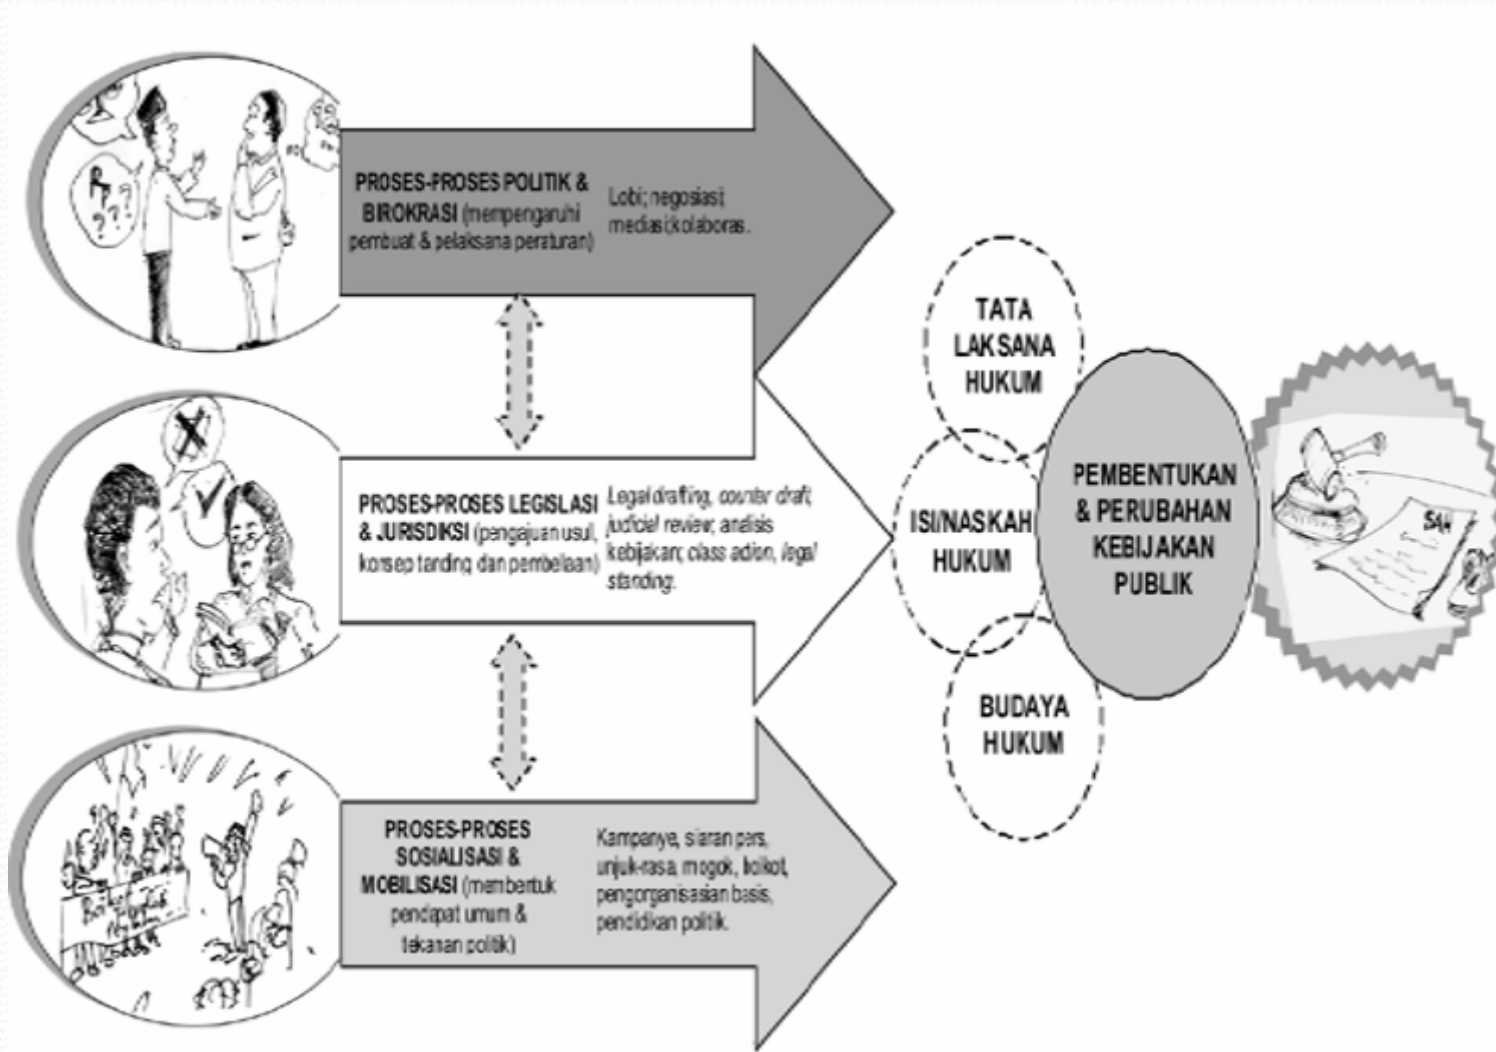 PROSES-PROSES POLITIK &
BIROKRASI (mempengaruhi
pembuat & pelaksana peraturan)
Lobi; negosiasi;
mediasi; kolaboras.
PROSES-PROSES LEGISLASI
& JURISDIKSI (pengajuan usul,
konsep tanding dan pembelaan)
Legal drafting, counter draft,
judicial review; analisis
kebijakan; class action, legal
standing.
PROSES-PROSES
SOSIALISASI &
MOBILISASI (membentuk
pendapat umum &
tekanan politik)
Kampanye, siaran pers,
unjuk-rasa, mogok, boikot,
pengorganisasian basis,
pendidikan politik.
TATA
LAKSANA
HUKUM
ISI/NASKAH
HUKUM
BUDAYA
HUKUM
PEMBENTUKAN
& PERUBAHAN
KEBIJAKAN
PUBLIK
SAH
???